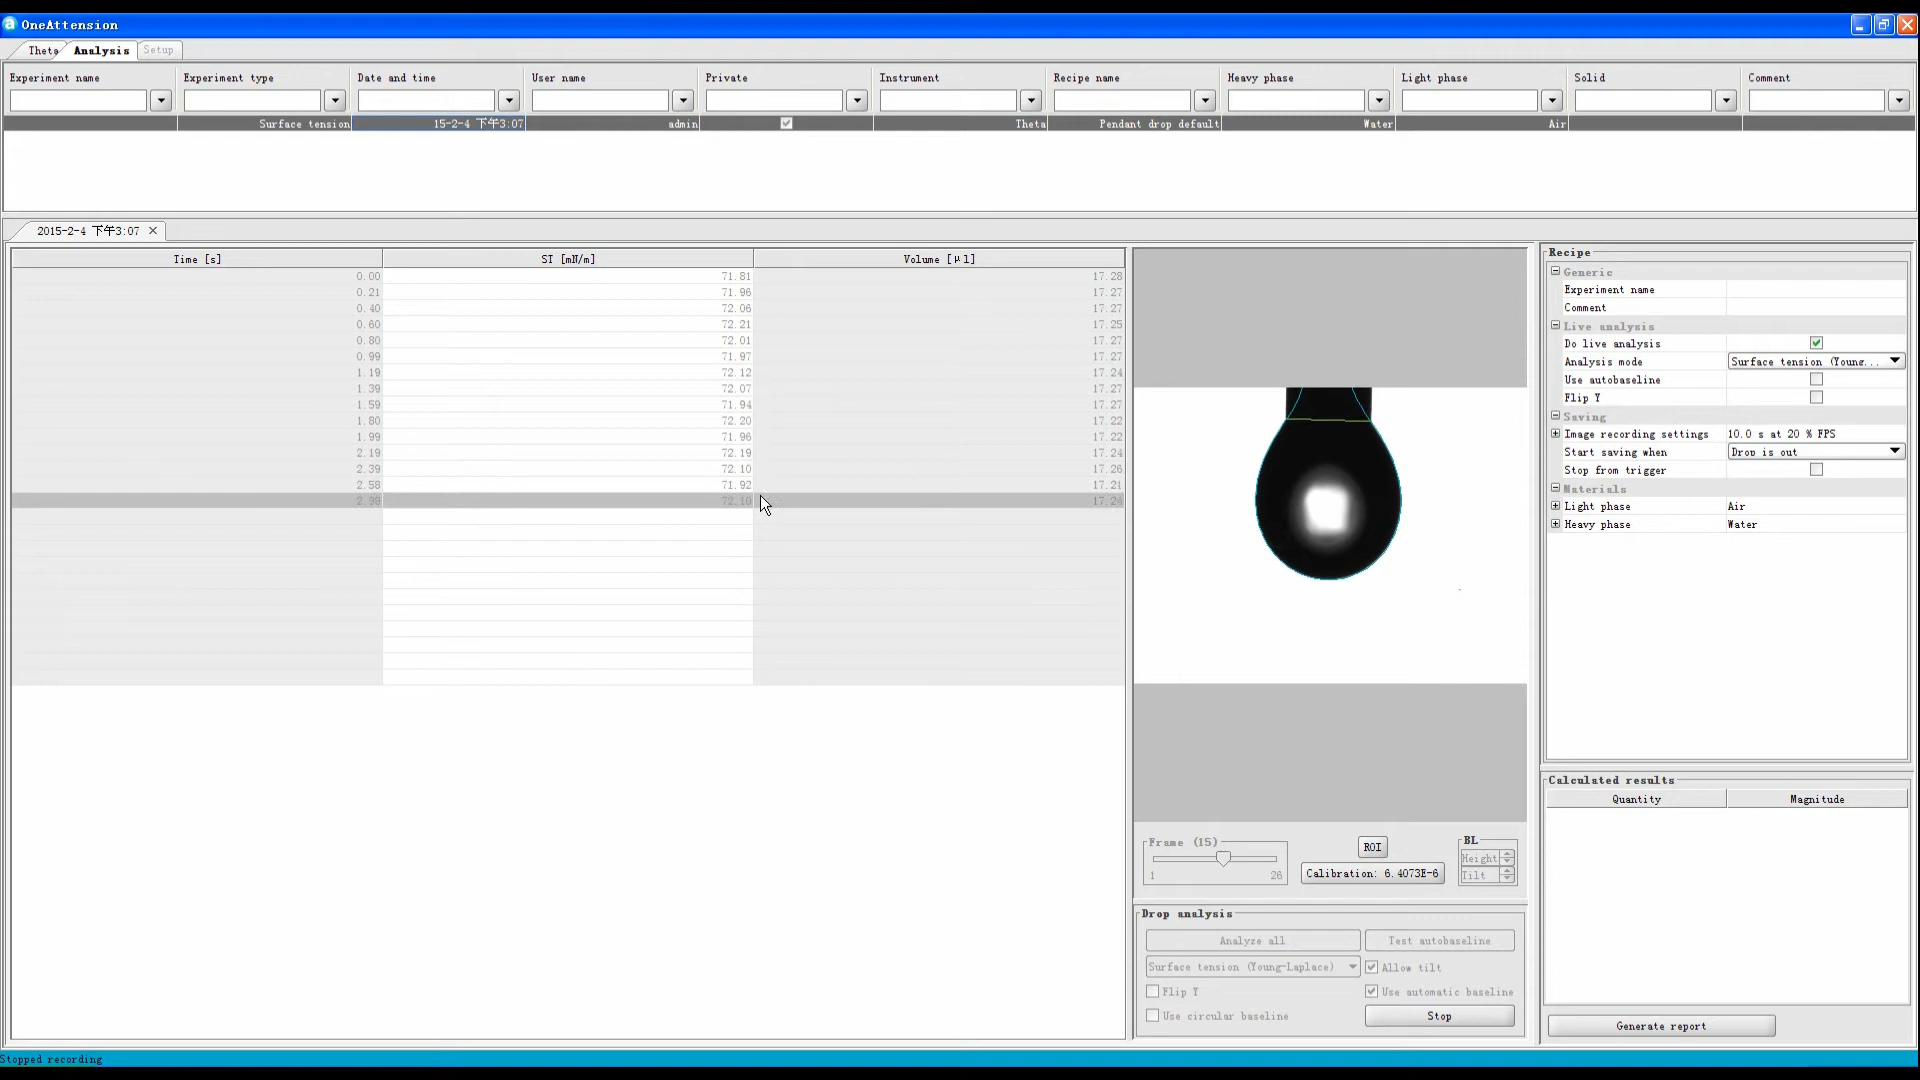 OneAttension
Theta Analysis Setup
Experiment name Experiment type Date and time User name Private Instrument Recipe name Heavy phase Light phase Solid Comment
Surface tension 15-2-4 下午3:07 admin Theta Pendant drop default Water Air
2015-2-4 下午3:07
Time [s] ST [mN/m] Volume [μl]
0.00 71.81 17.28
0.21 71.96 17.27
0.40 72.06 17.27
0.60 72.21 17.25
0.80 72.01 17.27
0.99 71.97 17.27
1.19 72.12 17.24
1.39 72.07 17.27
1.59 71.94 17.27
1.80 72.20 17.22
1.99 71.96 17.22
2.19 72.19 17.24
2.39 72.10 17.26
2.58 71.92 17.21
72.10 17.24
Frame (15)
1 26
ROI
Calibration: 6.4073E-6
BL
Height
Tilt
Drop analysis
Analyze all Test autobaseline
Surface tension (Young-Laplace) Allow tilt
Flip Y Use automatic baseline
Use circular baseline Stop
Recipe
Generic
Experiment name
Comment
Live analysis
Do live analysis
Analysis mode Surface tension (Young...
Use autobaseline
Flip Y
Saving
Image recording settings 10.0 s at 20 % FPS
Start saving when Drop is out
Stop from trigger
Materials
Light phase Air
Heavy phase Water
Calculated results
Quantity Magnitude
Generate report
Stopped recording